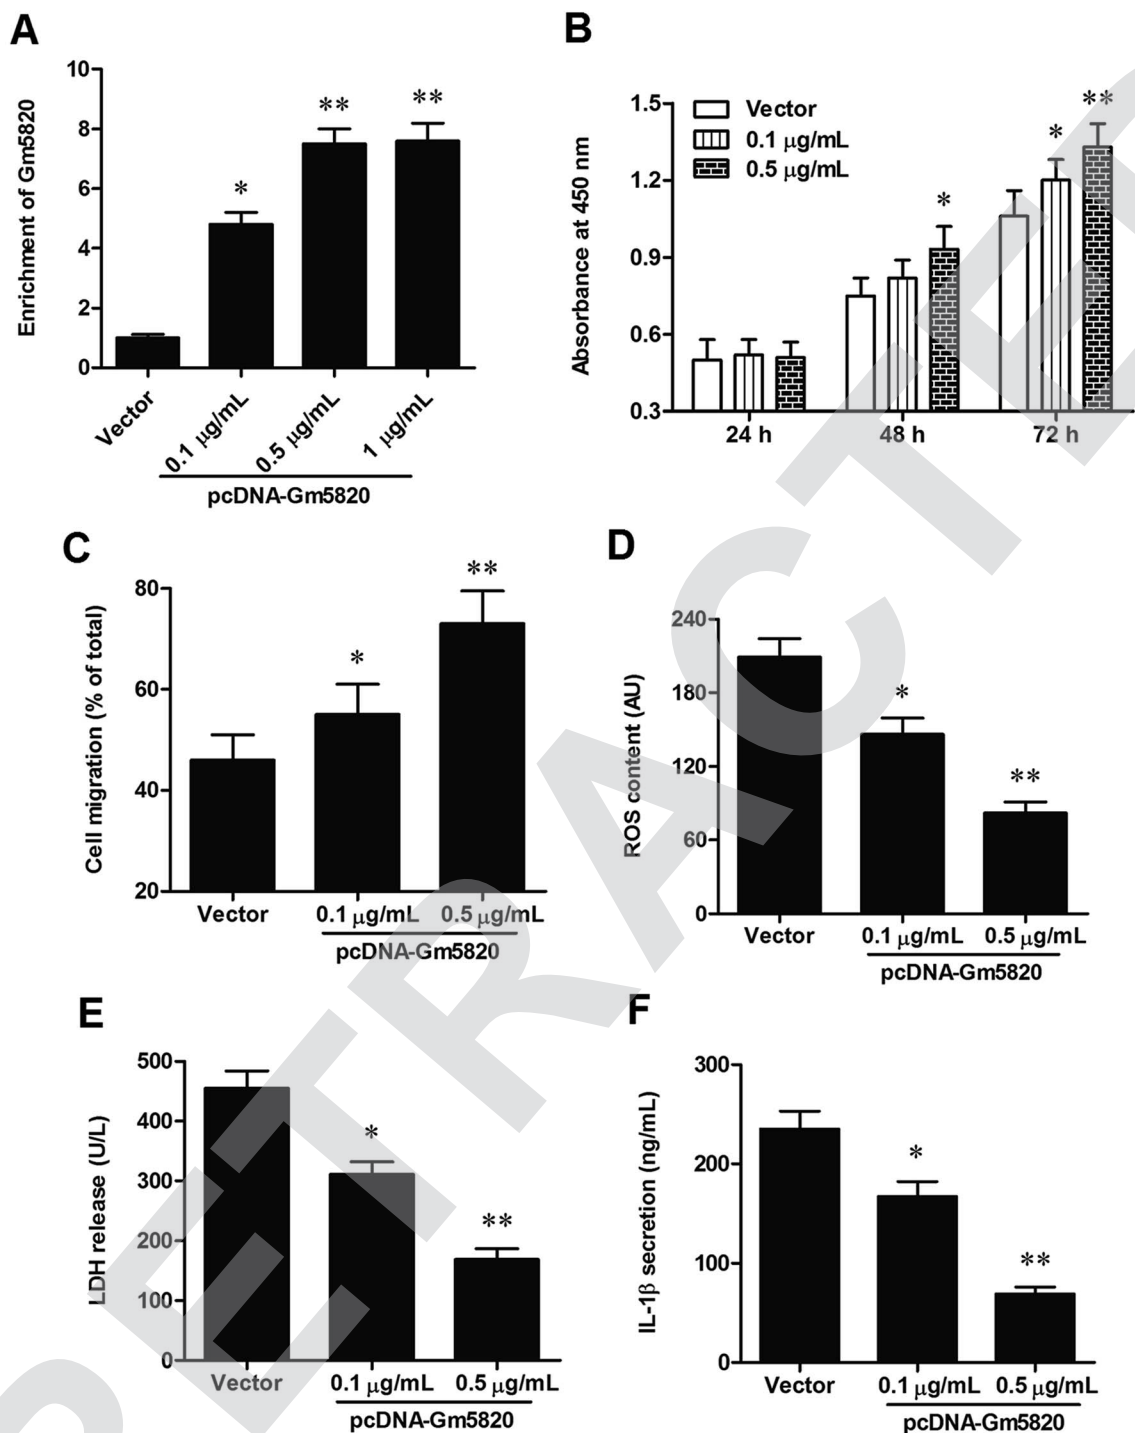 A
Enrichment of Gm5820
10
8
6
4
2
0
*
**
**
Vector
0.1 μg/mL
0.5 μg/mL
1 μg/mL
pcDNA-Gm5820
B
Absorbance at 450 nm
1.5
1.2
0.9
0.6
0.3
Vector
0.1 μg/mL
0.5 μg/mL
*
*
**
24 h
48 h
72 h
C
Cell migration (% of total)
80
60
40
20
*
**
Vector
0.1 μg/mL
0.5 μg/mL
pcDNA-Gm5820
D
ROS content (AU)
240
180
120
60
0
*
**
Vector
0.1 μg/mL
0.5 μg/mL
pcDNA-Gm5820
E
LDH release (U/L)
500
400
300
200
100
0
*
**
Vector
0.1 μg/mL
0.5 μg/mL
pcDNA-Gm5820
F
IL-1β secretion (ng/mL)
300
200
100
0
*
**
Vector
0.1 μg/mL
0.5 μg/mL
pcDNA-Gm5820
RETRACTED